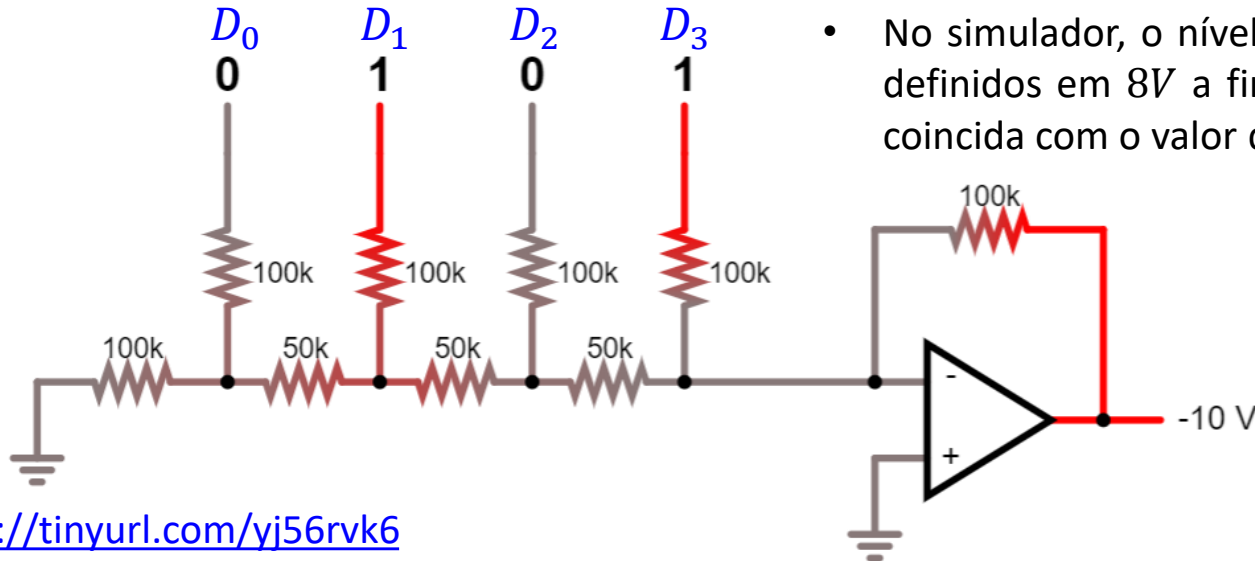 D₀ D₁ D₂ D₃
0 1 0 1
• No simulador, o nível
definidos em 8V a fin
coincida com o valor d
100k
100k 100k 100k 100k
100k 50k 50k 50k
-
+
-10 V
://tinyurl.com/yj56rvk6